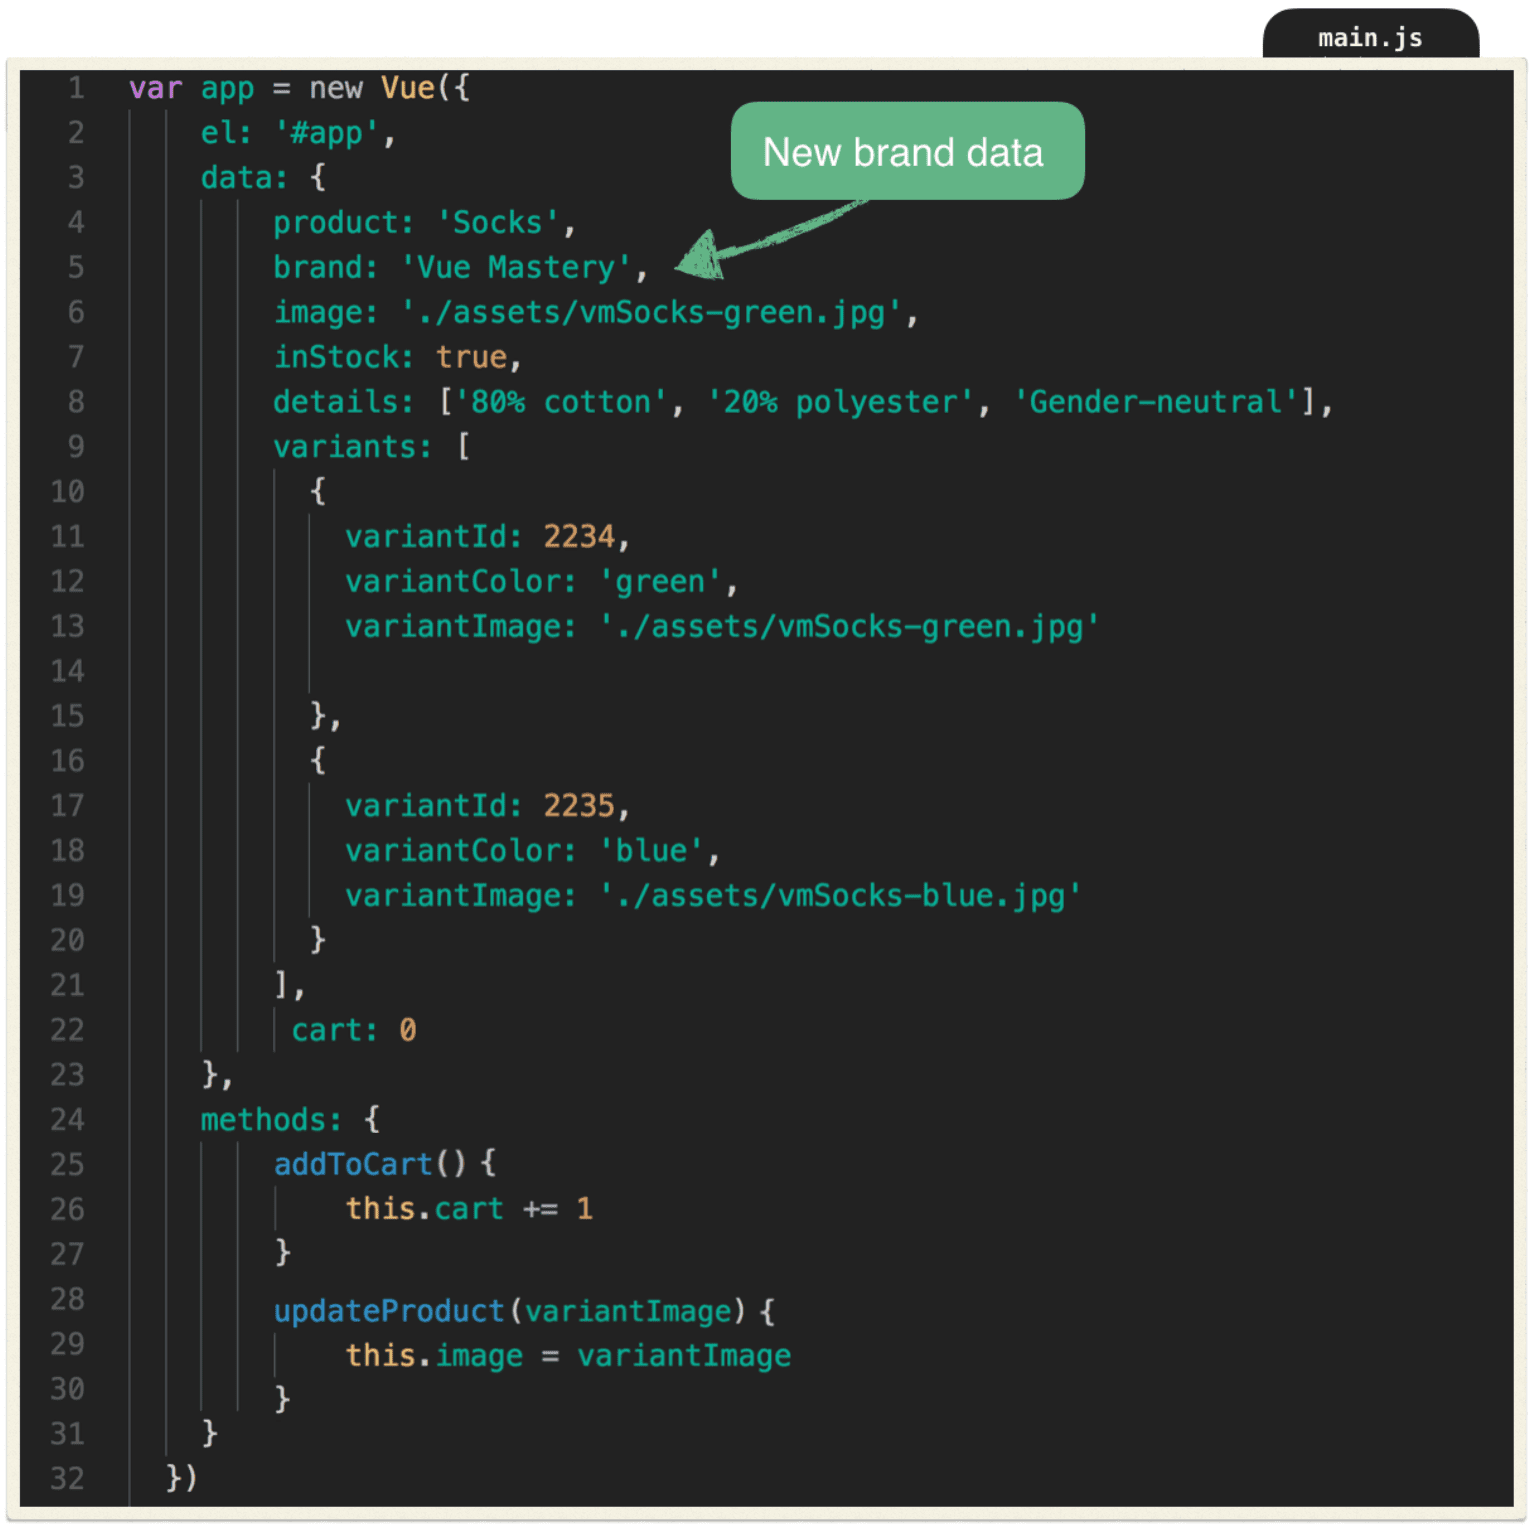 main.js
1 var app = new Vue({
2 el: '#app',
New brand data
3 data: {
4 product: 'Socks',
5 brand: 'Vue Mastery',
6 image: './assets/vmSocks-green.jpg',
7 inStock: true,
8 details: ['80% cotton', '20% polyester', 'Gender-neutral'],
9 variants: [
10 {
11 variantId: 2234,
12 variantColor: 'green',
13 variantImage: './assets/vmSocks-green.jpg'
14
15 },
16 {
17 variantId: 2235,
18 variantColor: 'blue',
19 variantImage: './assets/vmSocks-blue.jpg'
20 }
21 ],
22 cart: 0
23 },
24 methods: {
25 addToCart() {
26 this.cart += 1
27 }
28 updateProduct(variantImage) {
29 this.image = variantImage
30 }
31 }
32 })